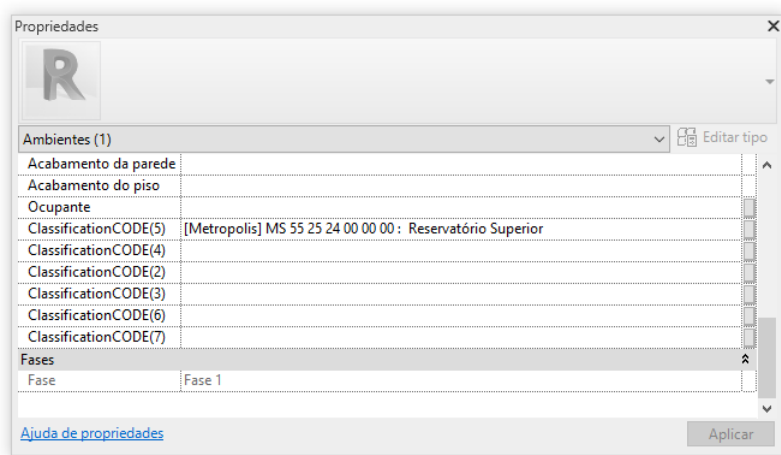 Propriedades
R
Ambientes (1)
Editar tipo
Acabamento da parede
Acabamento do piso
Ocupante
ClassificationCODE(5) [Metropolis] MS 55 25 24 00 00 00 : Reservatório Superior
ClassificationCODE(4)
ClassificationCODE(2)
ClassificationCODE(3)
ClassificationCODE(6)
ClassificationCODE(7)
Fases
Fase Fase 1
Ajuda de propriedades
Aplicar